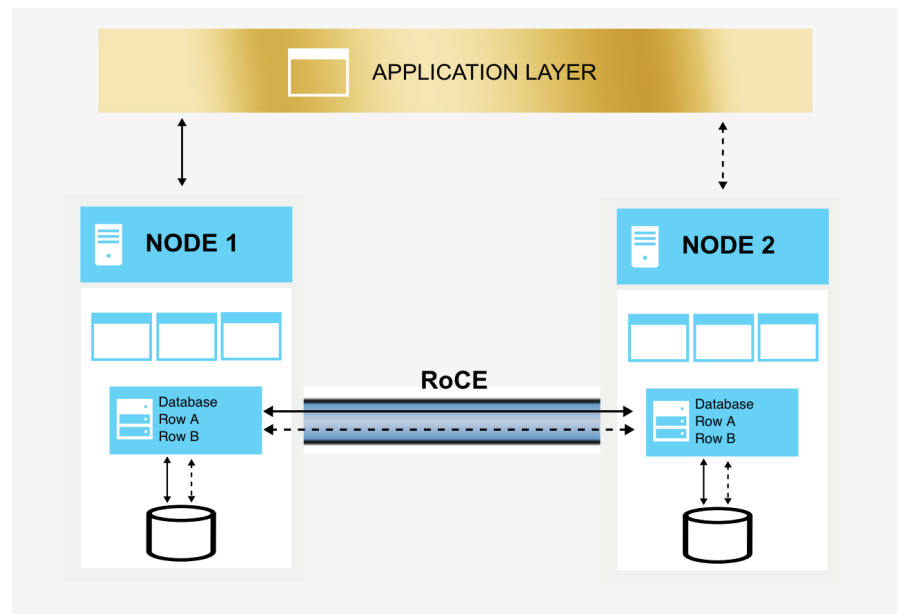 APPLICATION LAYER
NODE 1
NODE 2
RoCE
Database
Row A
Row B
Database
Row A
Row B